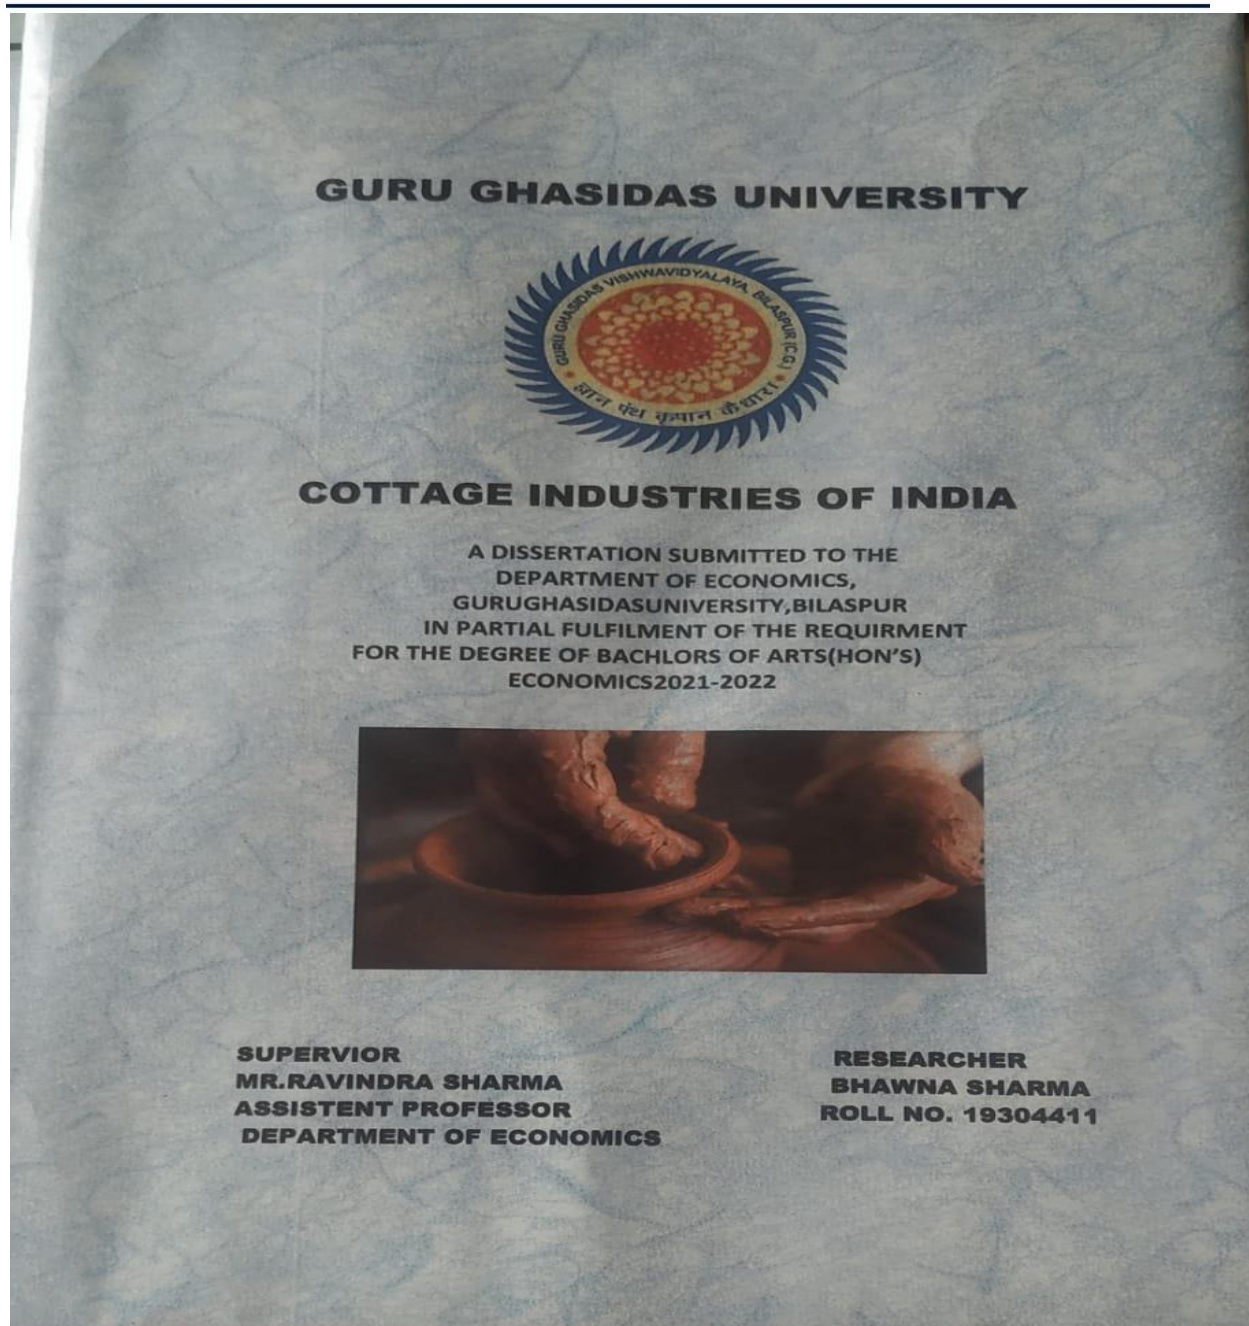 GURU GHASIDAS UNIVERSITY
GURU GHASIDAS VISHWAVIDYALAYA, BILASPUR (C.G.)
ज्ञान पंथ कृपान कै धारा
COTTAGE INDUSTRIES OF INDIA
A DISSERTATION SUBMITTED TO THE
DEPARTMENT OF ECONOMICS,
GURUGHASIDASUNIVERSITY,BILASPUR
IN PARTIAL FULFILMENT OF THE REQUIRMENT
FOR THE DEGREE OF BACHLORS OF ARTS(HON'S)
ECONOMICS2021-2022
SUPERVIOR
MR.RAVINDRA SHARMA
ASSISTENT PROFESSOR
DEPARTMENT OF ECONOMICS
RESEARCHER
BHAWNA SHARMA
ROLL NO. 19304411